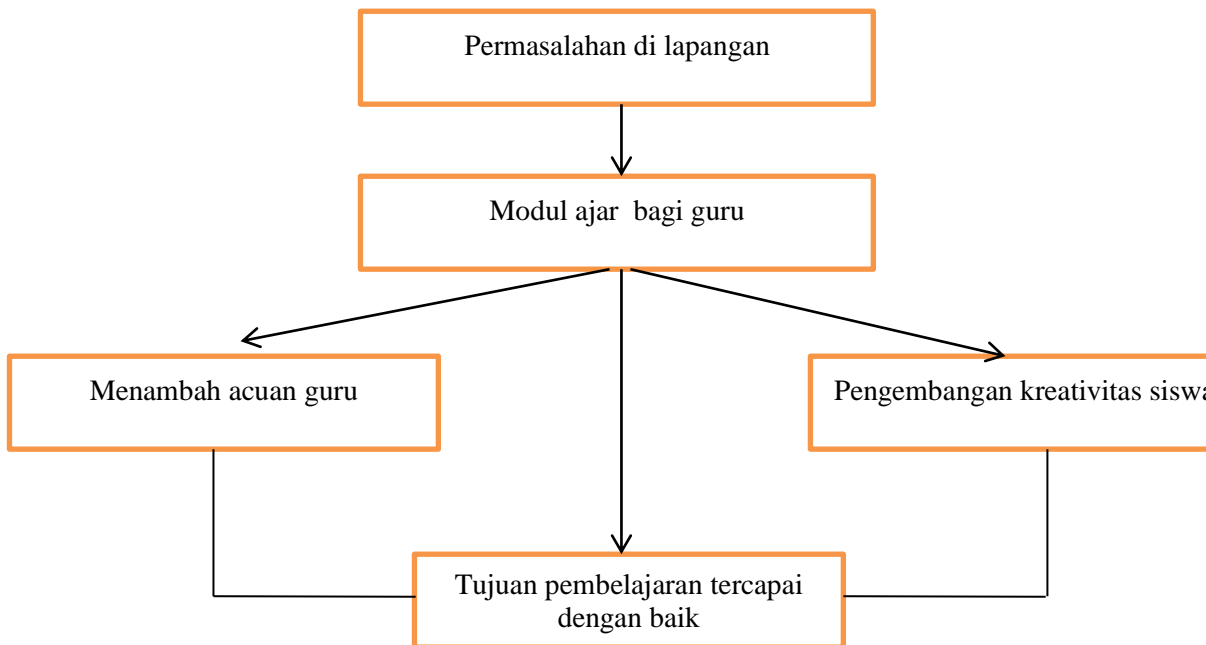 Permasalahan di lapangan
Modul ajar  bagi guru
Menambah acuan guru
Pengembangan kreativitas siswa
Tujuan pembelajaran tercapai
dengan baik